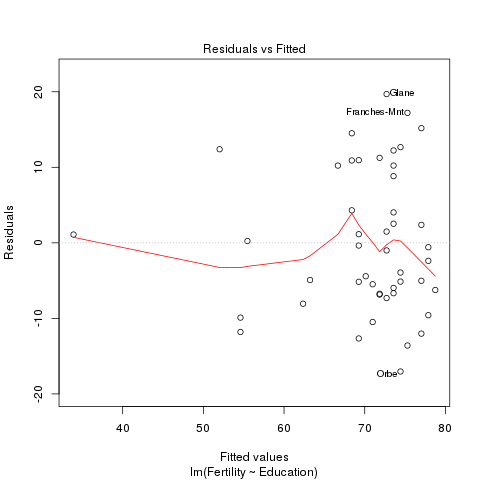 Residuals vs Fitted
Residuals
20
10
0
-10
-20
Glane
Franches-Mnt
Orbe
40
50
60
70
80
Fitted values
lm(Fertility ~ Education)